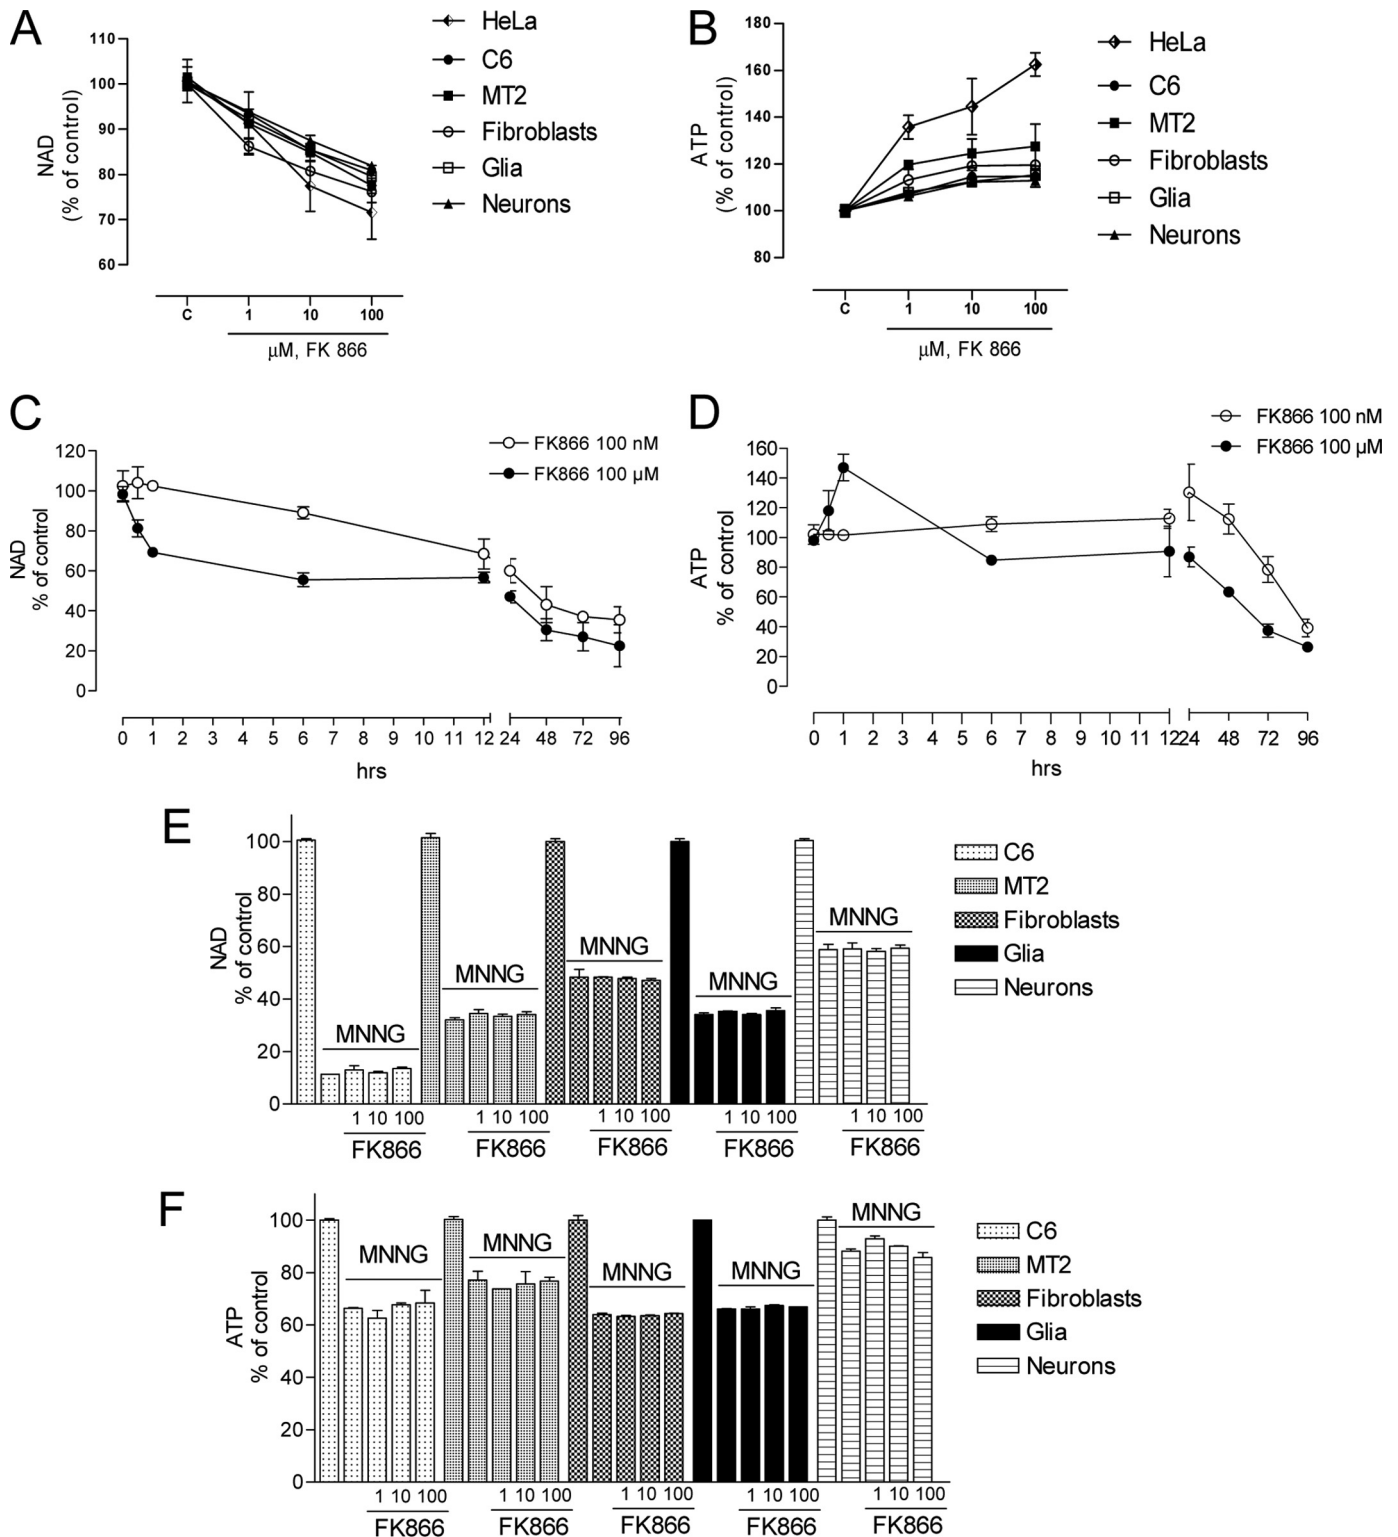 A
NAD
(% of control)
110
100
90
80
70
60
C 1 10 100
µM, FK 866
HeLa
C6
MT2
Fibroblasts
Glia
Neurons
B
ATP
(% of control)
180
160
140
120
100
80
C 1 10 100
µM, FK 866
HeLa
C6
MT2
Fibroblasts
Glia
Neurons
C
NAD
% of control
120
100
80
60
40
20
0
0 1 2 3 4 5 6 7 8 9 10 11 12 24 48 72 96
hrs
FK866 100 nM
FK866 100 µM
D
ATP
% of control
160
140
120
100
80
60
40
20
0
0 1 2 3 4 5 6 7 8 9 10 11 12 24 48 72 96
hrs
FK866 100 nM
FK866 100 µM
E
NAD
% of control
100
80
60
40
20
0
MNNG
MNNG
MNNG
MNNG
MNNG
1 10 100 1 10 100 1 10 100 1 10 100 1 10 100
FK866 FK866 FK866 FK866 FK866
C6
MT2
Fibroblasts
Glia
Neurons
F
ATP
% of control
100
80
60
40
20
0
MNNG
MNNG
MNNG
MNNG
MNNG
1 10 100 1 10 100 1 10 100 1 10 100 1 10 100
FK866 FK866 FK866 FK866 FK866
C6
MT2
Fibroblasts
Glia
Neurons